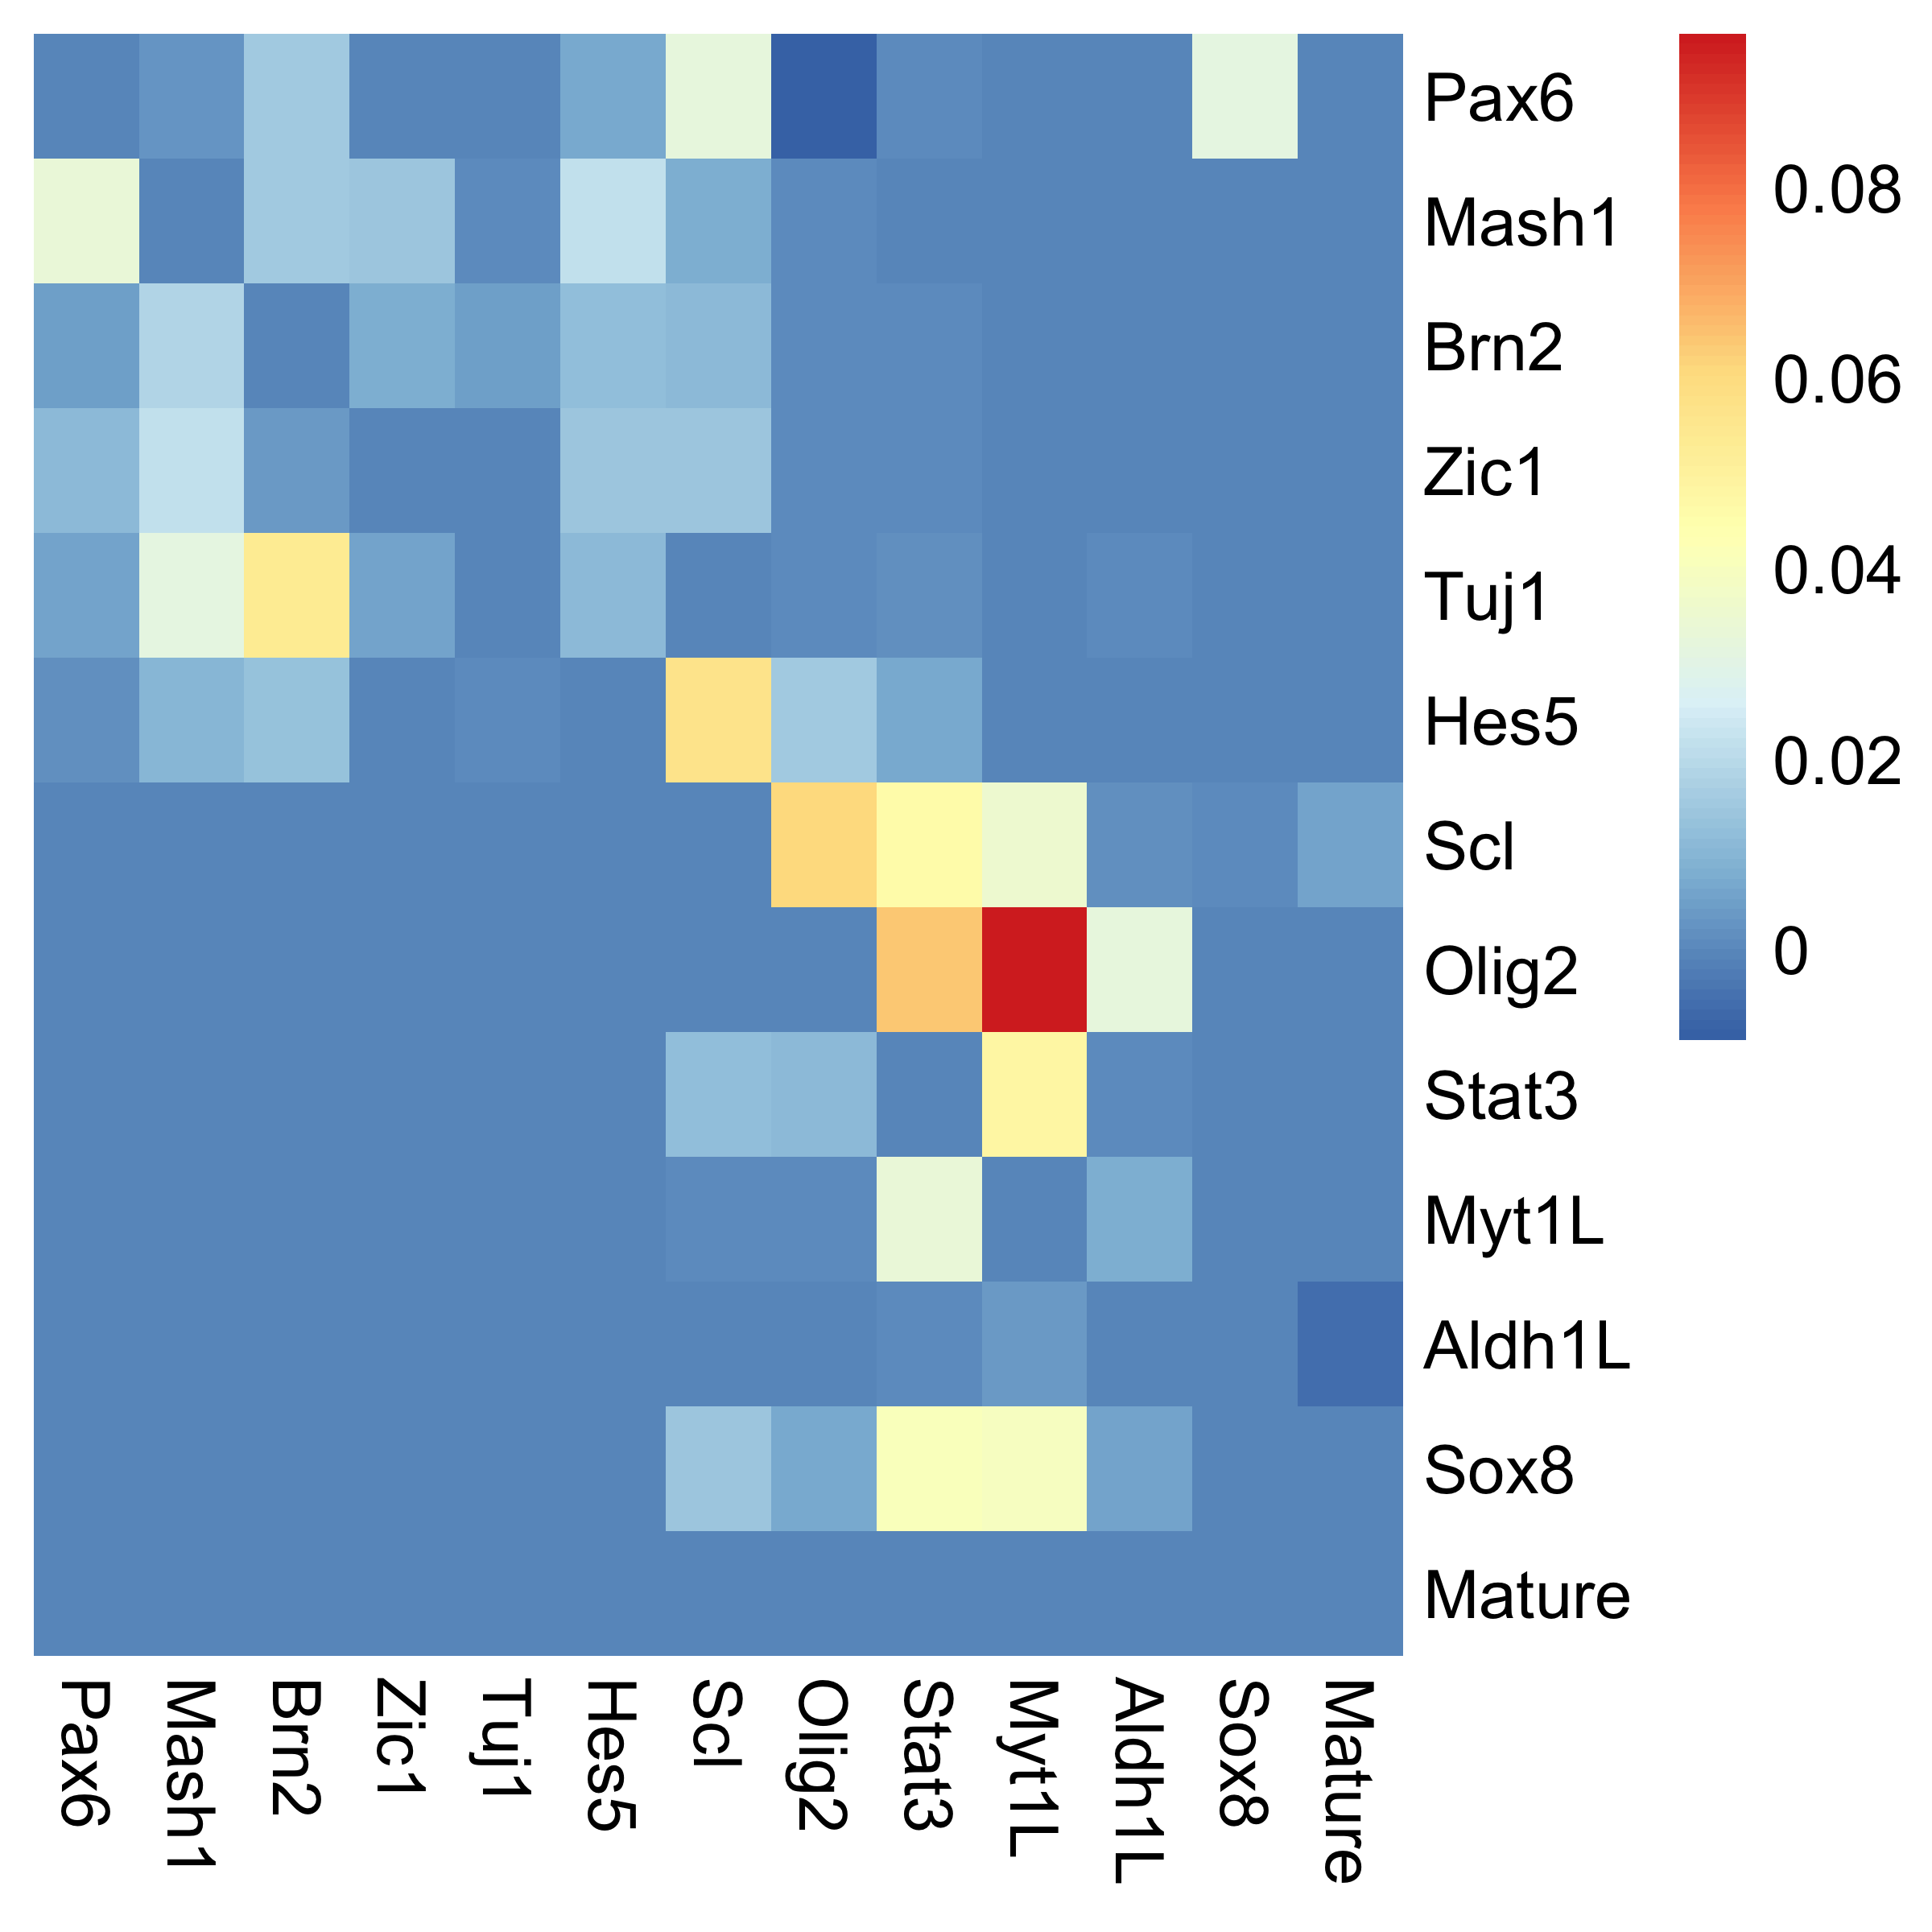 Pax6
Mash1
Brn2
Zic1
Tuj1
Hes5
Scl
Olig2
Stat3
Myt1L
Aldh1L
Sox8
Mature
0.08
0.06
0.04
0.02
0
Pax6
Mash1
Brn2
Zic1
Tuj1
Hes5
Scl
Olig2
Stat3
Myt1L
Aldh1L
Sox8
Mature